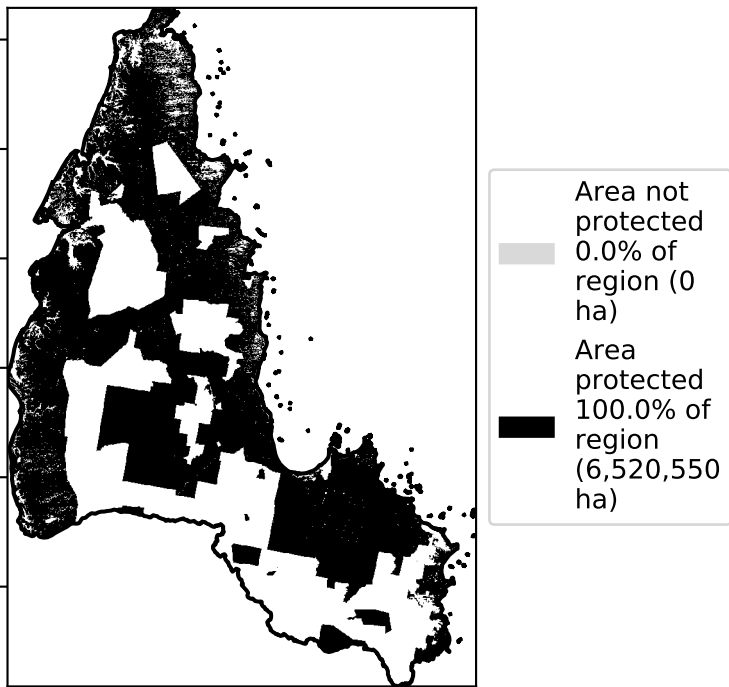 Area not
protected
0.0% of
region (0
ha)
Area
protected
100.0% of
region
(6,520,550
ha)